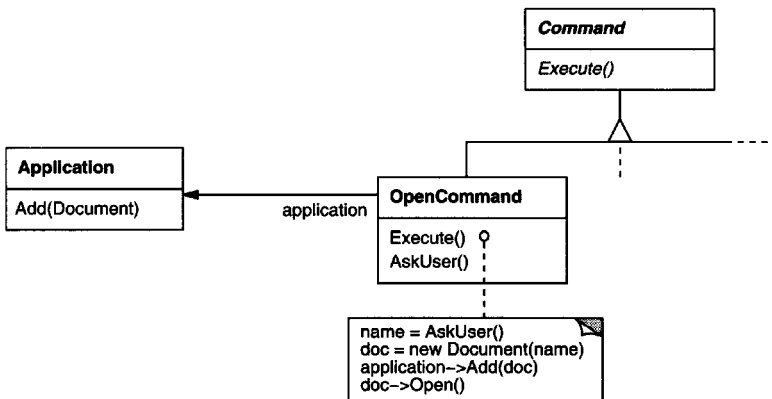 Command
Execute()
Application
Add(Document)
application
OpenCommand
Execute()
AskUser()
name = AskUser()
doc = new Document(name)
application->Add(doc)
doc->Open()